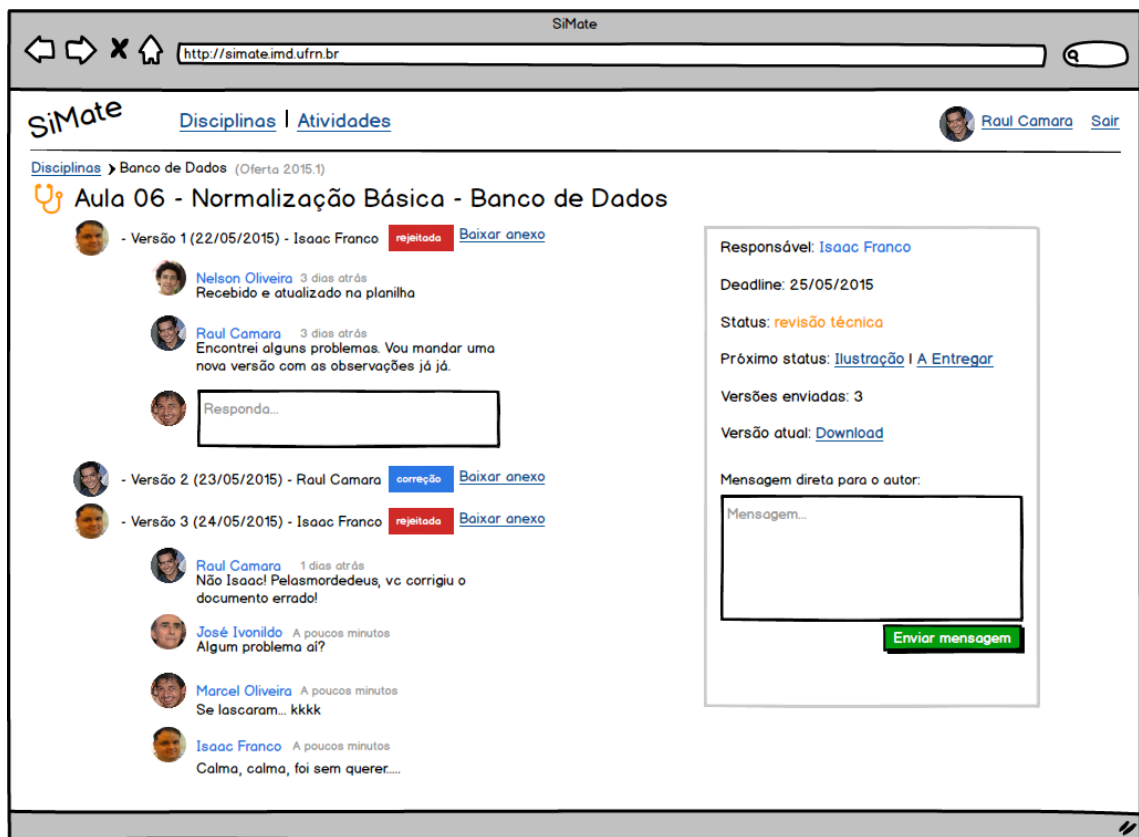 SiMate
http://simate.imd.ufrn.br
SiMate
Disciplinas | Atividades
Raul Camara Sair
Disciplinas > Banco de Dados (Oferta 2015.1)
Aula 06 - Normalização Básica - Banco de Dados
- Versão 1 (22/05/2015) - Isaac Franco rejeitada Baixar anexo
Nelson Oliveira 3 dias atrás
Recebido e atualizado na planilha
Raul Camara 3 dias atrás
Encontrei alguns problemas. Vou mandar uma
nova versão com as observações já já.
Responda...
- Versão 2 (23/05/2015) - Raul Camara correção Baixar anexo
- Versão 3 (24/05/2015) - Isaac Franco rejeitada Baixar anexo
Raul Camara 1 dias atrás
Não Isaac! Pelasmordedeus, vc corrigiu o
documento errado!
José Ivonildo A poucos minutos
Algum problema aí?
Marcel Oliveira A poucos minutos
Se lascaram... kkkk
Isaac Franco A poucos minutos
Calma, calma, foi sem querer.....
Responsável: Isaac Franco
Deadline: 25/05/2015
Status: revisão técnica
Próximo status: Ilustração | A Entregar
Versões enviadas: 3
Versão atual: Download
Mensagem direta para o autor:
Mensagem...
Enviar mensagem